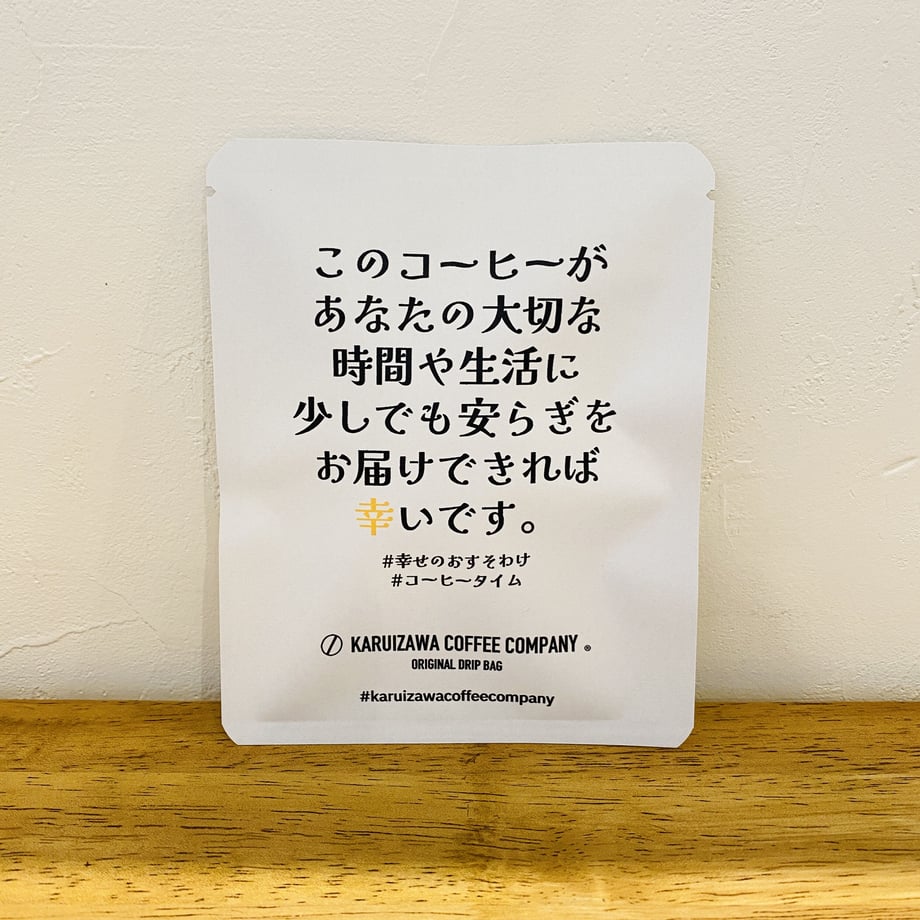 このコーヒーが
あなたの大切な
時間や生活に
少しでも安らぎを
お届けできれば
幸いです。
#幸せのおすそわけ
#コーヒータイム
KARUIZAWA COFFEE COMPANY ®
ORIGINAL DRIP BAG
#karuizawacoffeecompany